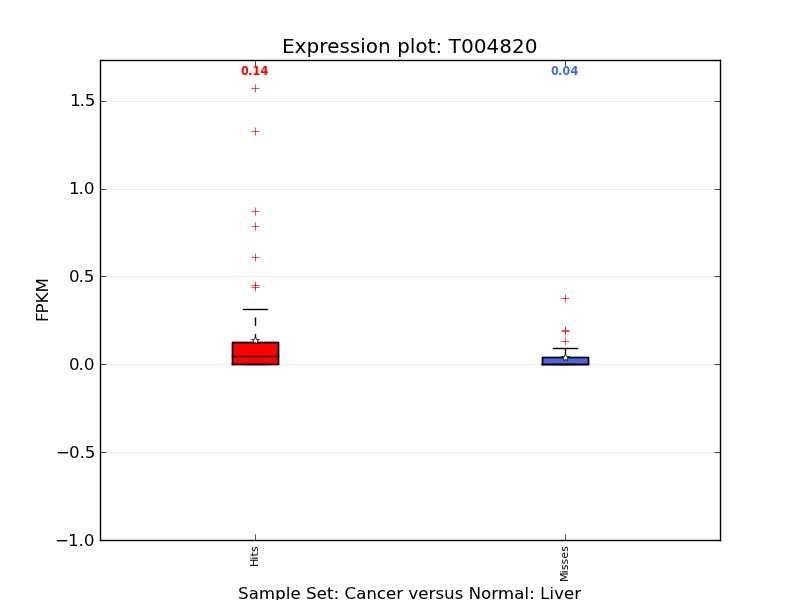 Expression plot: T004820
0.14
0.04
1.5
1.0
0.5
0.0
−0.5
−1.0
FPKM
Hits
Misses
Sample Set: Cancer versus Normal: Liver